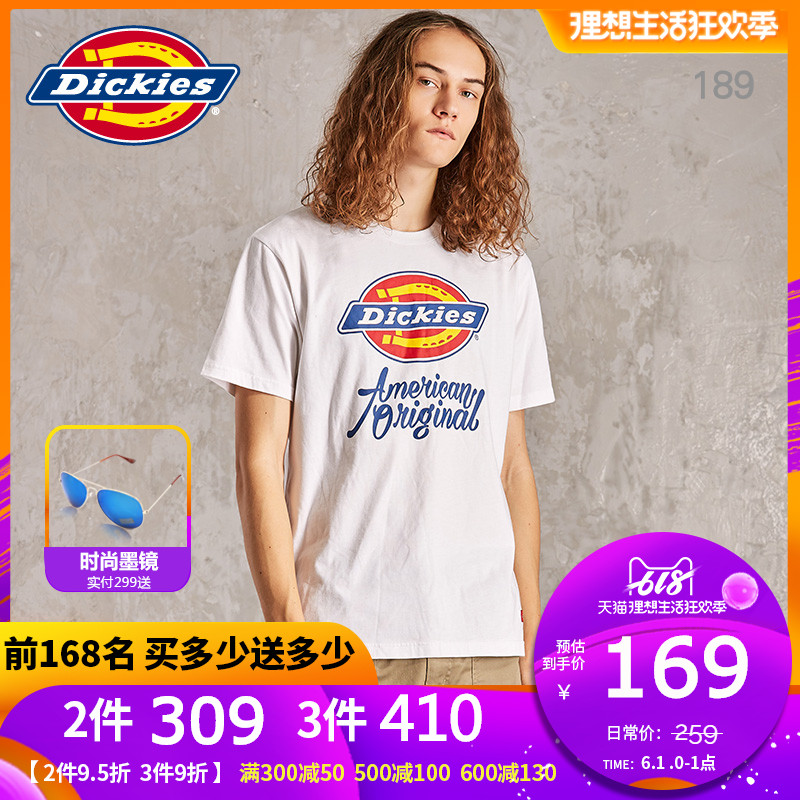 理想生活狂欢季
Dickies
®
189
Dickies
American
Original
时尚墨镜
实付299送
618
天猫 理想生活狂欢季
前168名 买多少送多少
预估
到手价
¥
169
2件 309 3件 410
日常价: 259
【2件9.5折 3件9折】 满300减50 500减100 600减130
TIME: 6.1 .0-1点